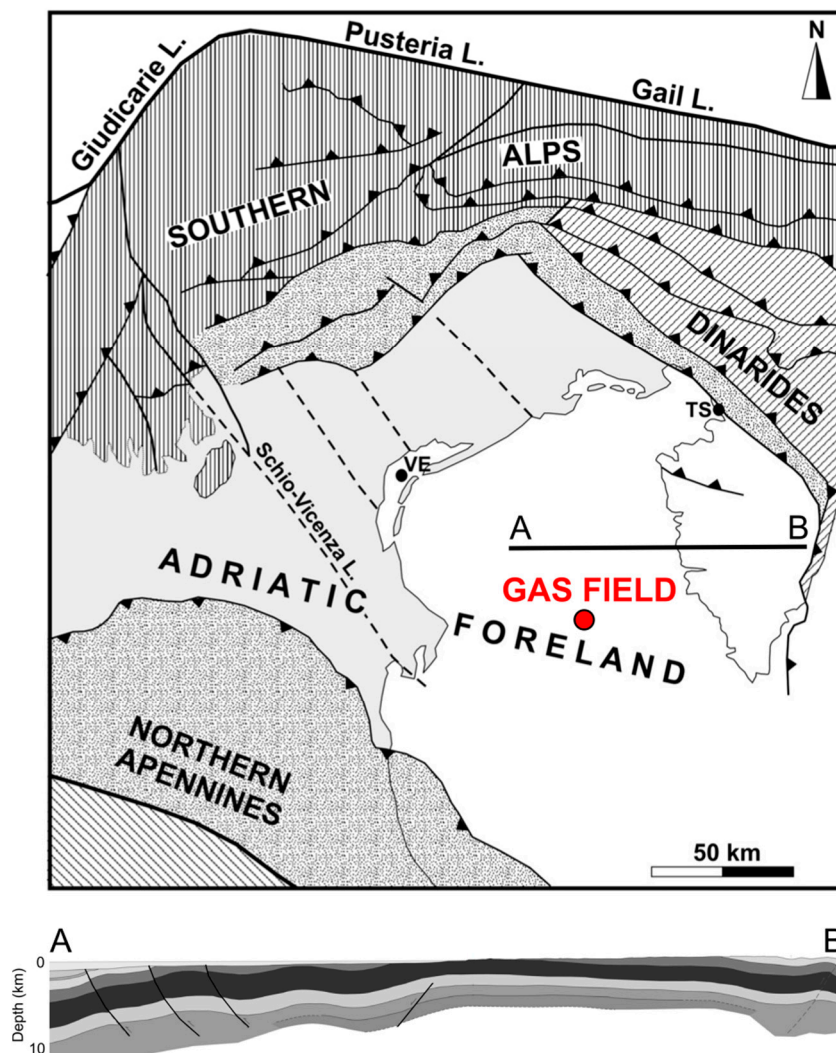 Giudicarie L.
Pusteria L.
Gail L.
N
SOUTHERN
ALPS
DINARIDES
TS
VE
Schio-Vicenza L.
A B
ADRIATIC
GAS FIELD
FORELAND
NORTHERN
APENNINES
50 km
A
0
Depth (km)
10